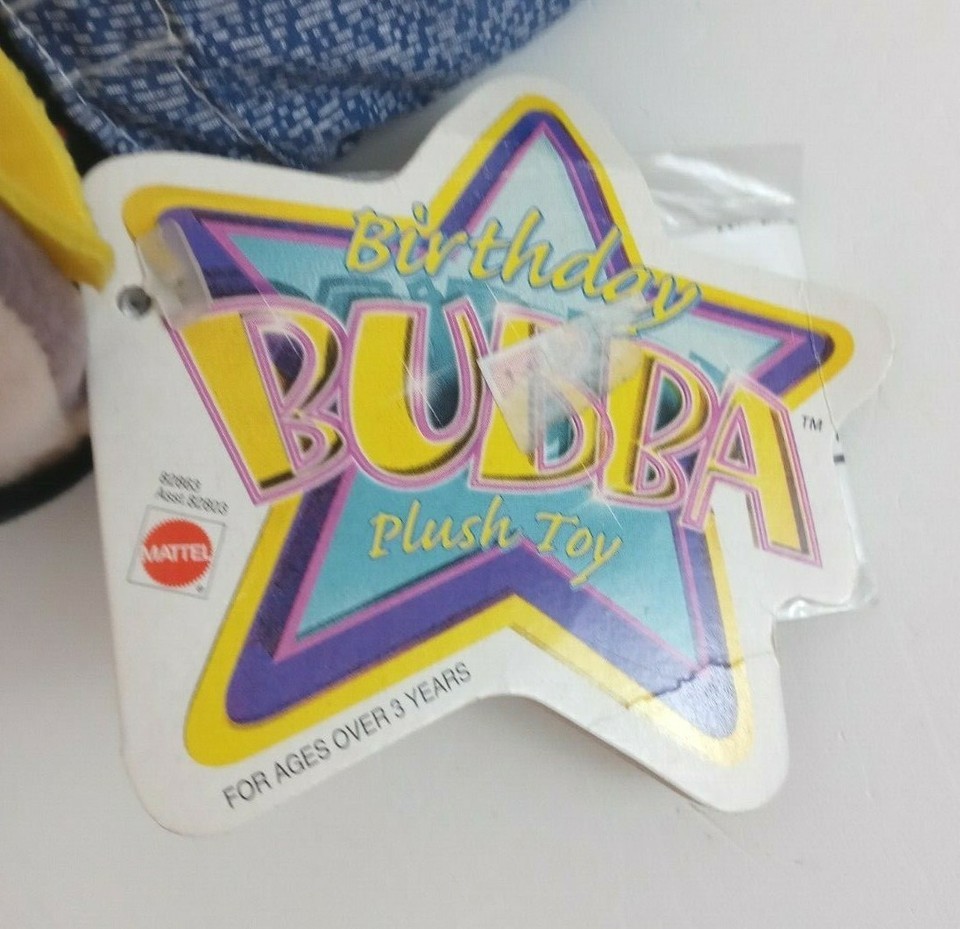 Birthday
BUBBA
TM
Plush Toy
82863
Asst.82803
MATTEL
®
FOR AGES OVER 3 YEARS